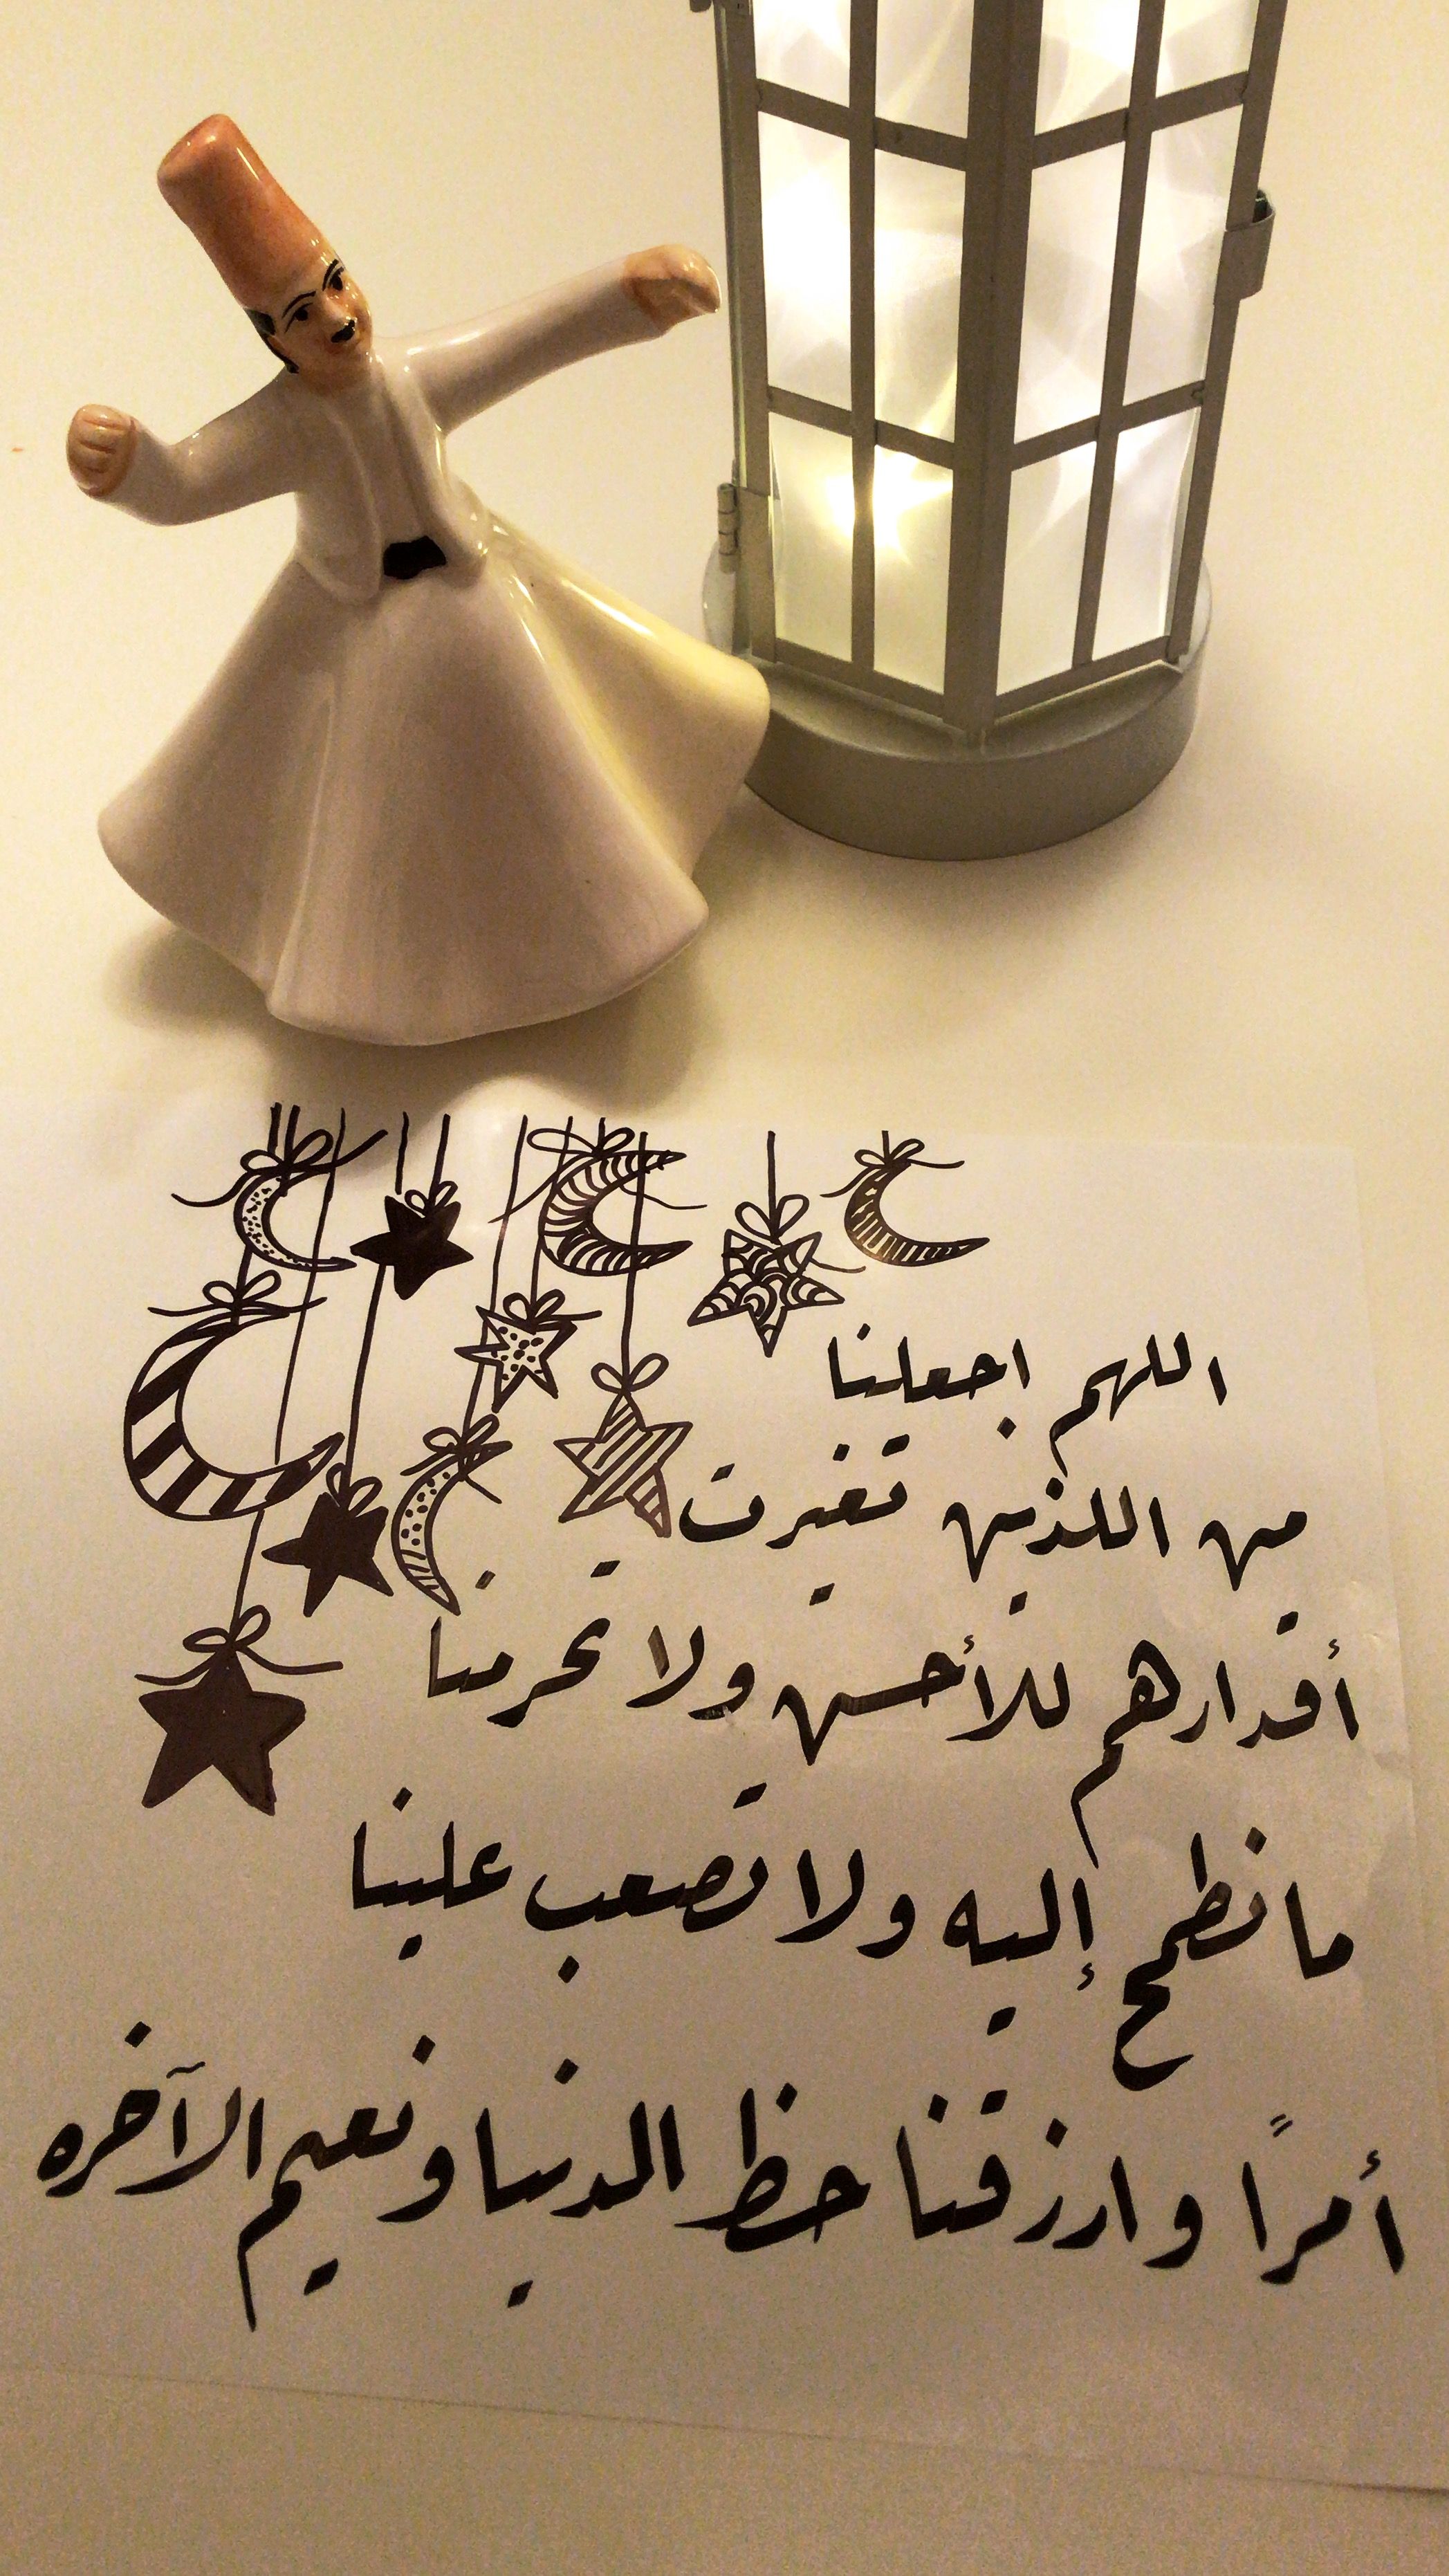 اللهم اجعلنا
من اللذين تغيرت
أقدارهم للأحسن ولا تحرمنا
ما نطمح إليه ولا تصعب علينا
أمراً وارزقنا حظ الدنيا ونعيم الآخره